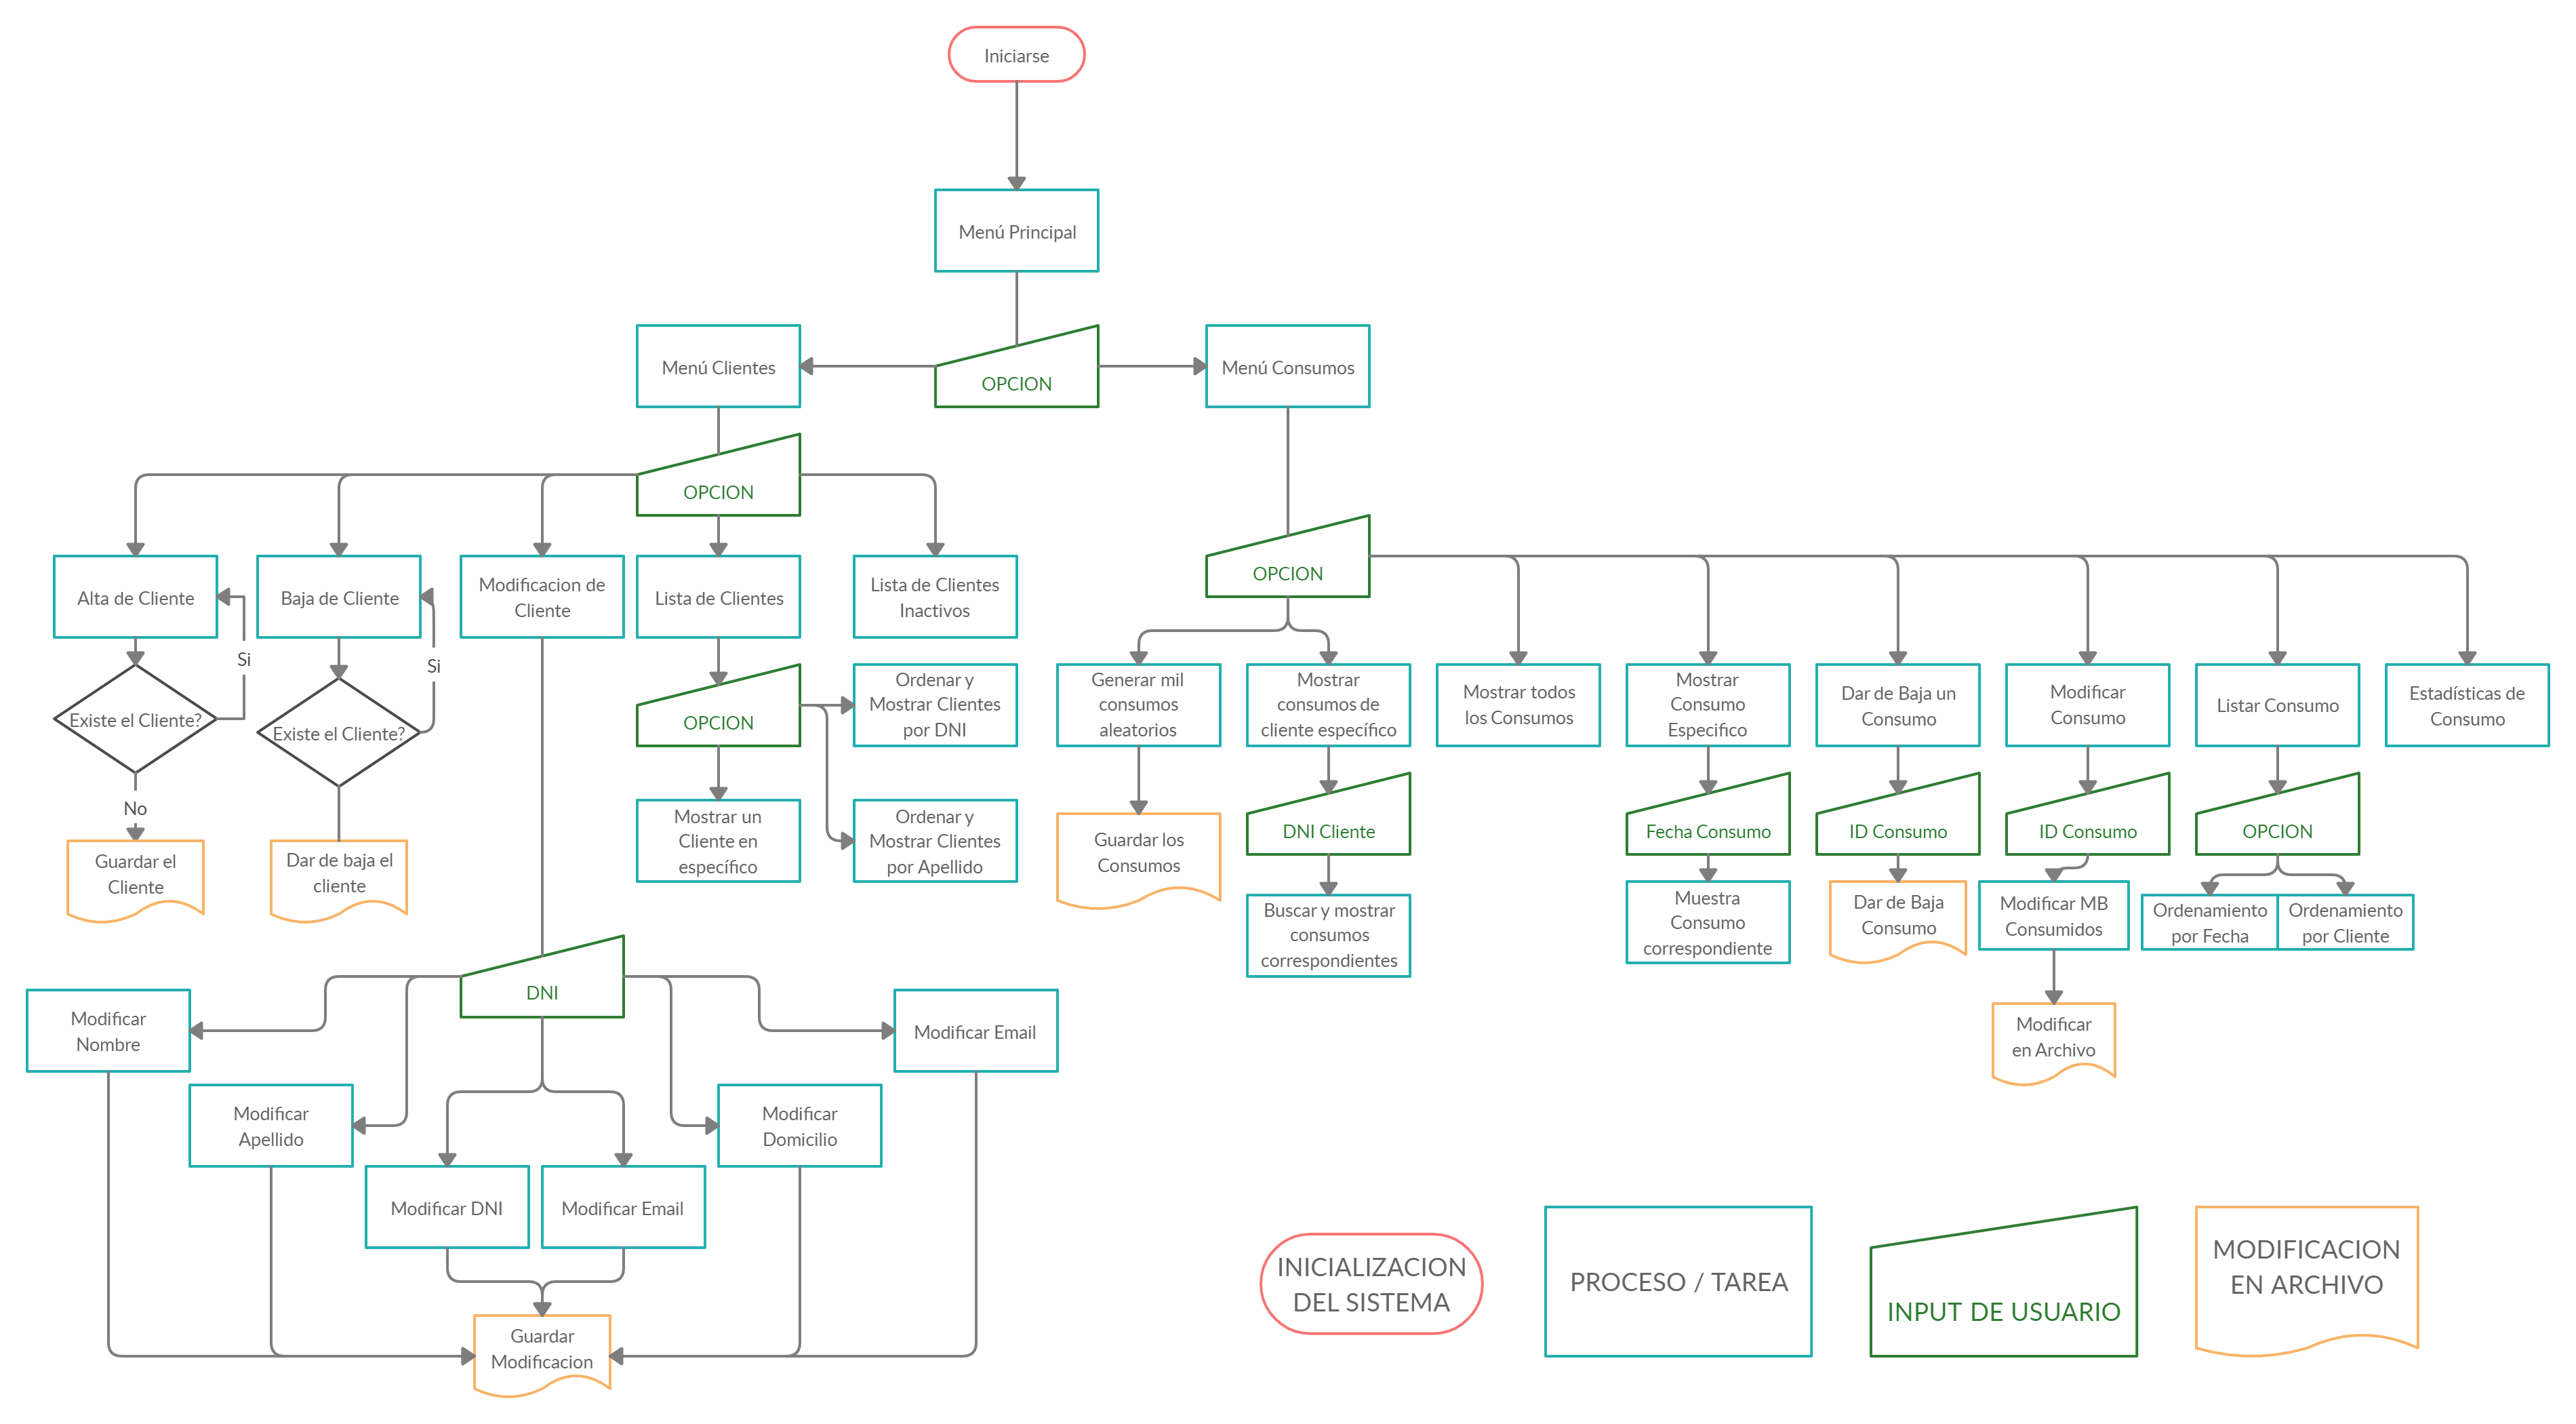 Iniciarse
Menú Principal
Menú Clientes
OPCION
Menú Consumos
OPCION
OPCION
Alta de Cliente
Baja de Cliente
Modificacion de
Cliente
Lista de Clientes
Lista de Clientes
Inactivos
Si
Si
Existe el Cliente?
Existe el Cliente?
No
Guardar el
Cliente
Dar de baja el
cliente
OPCION
Ordenar y
Mostrar Clientes
por DNI
Mostrar un
Cliente en
específico
Ordenar y
Mostrar Clientes
por Apellido
Generar mil
consumos
aleatorios
Mostrar
consumos de
cliente específico
Mostrar todos
los Consumos
Mostrar
Consumo
Especifico
Dar de Baja un
Consumo
Modificar
Consumo
Listar Consumo
Estadísticas de
Consumo
Guardar los
Consumos
DNI Cliente
Fecha Consumo
ID Consumo
ID Consumo
OPCION
Buscar y mostrar
consumos
correspondientes
Muestra
Consumo
correspondiente
Dar de Baja
Consumo
Modificar MB
Consumidos
Ordenamiento
por Fecha
Ordenamiento
por Cliente
Modificar
en Archivo
DNI
Modificar
Nombre
Modificar Email
Modificar
Apellido
Modificar
Domicilio
Modificar DNI
Modificar Email
Guardar
Modificacion
INICIALIZACION
DEL SISTEMA
PROCESO / TAREA
INPUT DE USUARIO
MODIFICACION
EN ARCHIVO